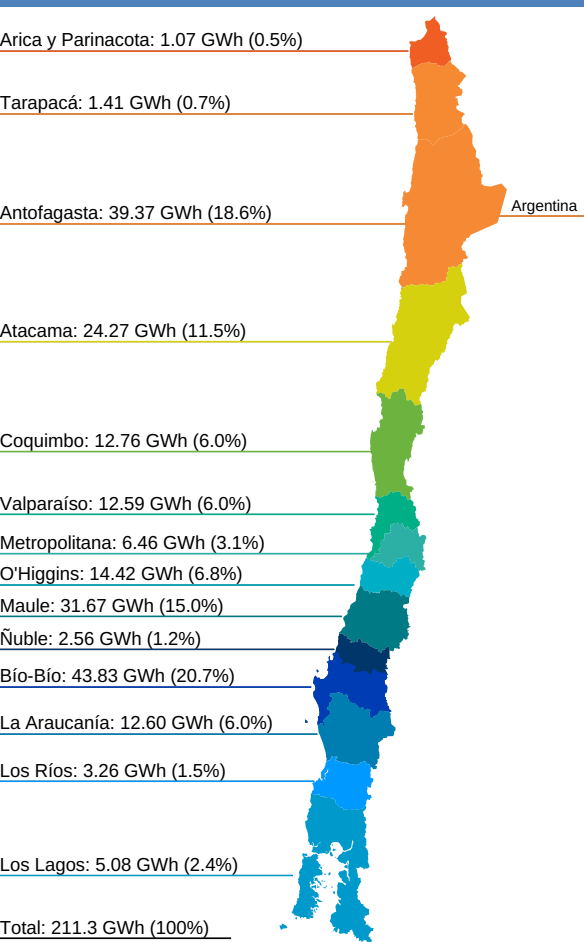 Arica y Parinacota: 1.07 GWh (0.5%)
Tarapacá: 1.41 GWh (0.7%)
Antofagasta: 39.37 GWh (18.6%)
Argentina
Atacama: 24.27 GWh (11.5%)
Coquimbo: 12.76 GWh (6.0%)
Valparaíso: 12.59 GWh (6.0%)
Metropolitana: 6.46 GWh (3.1%)
O'Higgins: 14.42 GWh (6.8%)
Maule: 31.67 GWh (15.0%)
Ñuble: 2.56 GWh (1.2%)
Bío-Bío: 43.83 GWh (20.7%)
La Araucanía: 12.60 GWh (6.0%)
Los Ríos: 3.26 GWh (1.5%)
Los Lagos: 5.08 GWh (2.4%)
Total: 211.3 GWh (100%)